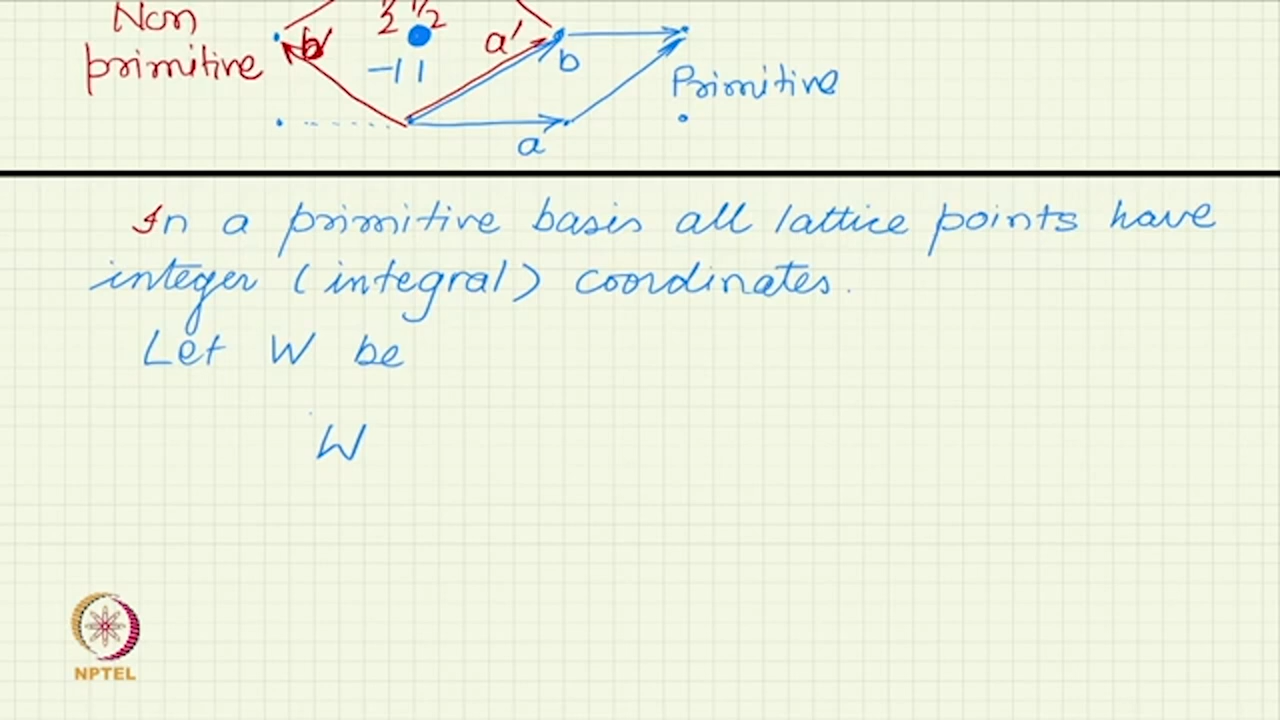 Non
primitive
½ ½
-1 1
b'
a'
b
a
Primitive
In a primitive basis all lattice points have
integer (integral) coordinates.
Let W be
W
NPTEL